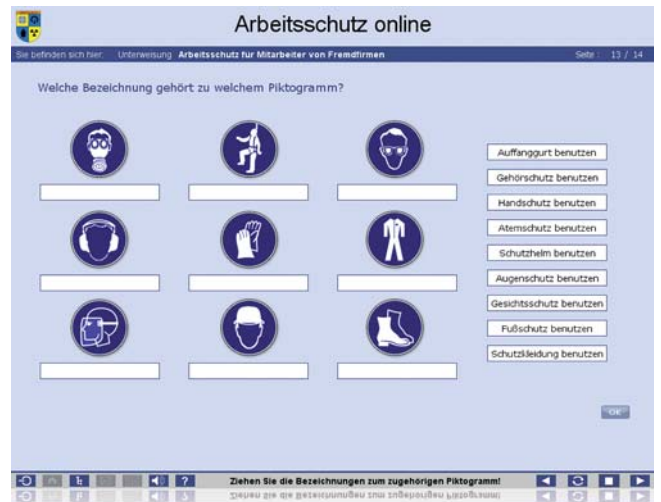 Arbeitsschutz online
Sie befinden sich hier: Unterweisung Arbeitsschutz für Mitarbeiter von Fremdfirmen Seite : 13 / 14
Welche Bezeichnung gehört zu welchem Piktogramm?
Auffanggurt benutzen
Gehörschutz benutzen
Handschutz benutzen
Atemschutz benutzen
Schutzhelm benutzen
Augenschutz benutzen
Gesichtsschutz benutzen
Fußschutz benutzen
Schutzkleidung benutzen
OK
? Ziehen Sie die Bezeichnungen zum zugehörigen Piktogramm!